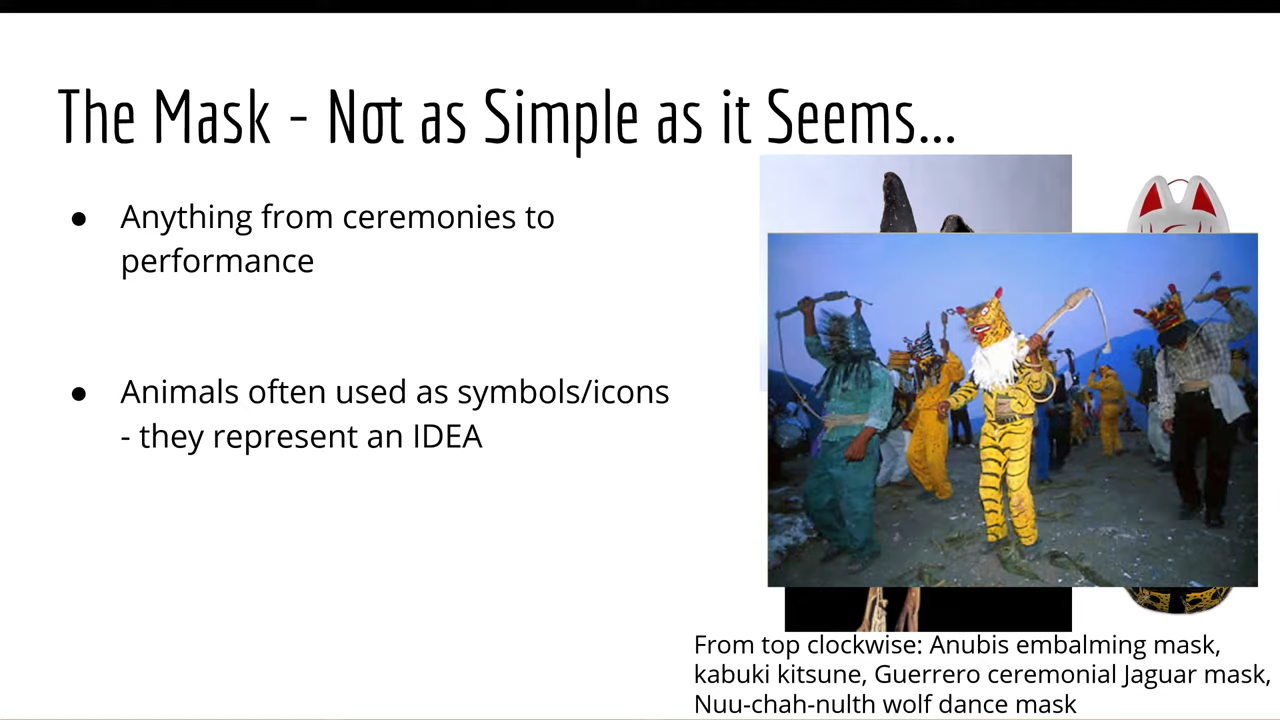 The Mask - Not as Simple as it Seems...
● Anything from ceremonies to
performance
● Animals often used as symbols/icons
- they represent an IDEA
From top clockwise: Anubis embalming mask,
kabuki kitsune, Guerrero ceremonial Jaguar mask,
Nuu-chah-nulth wolf dance mask